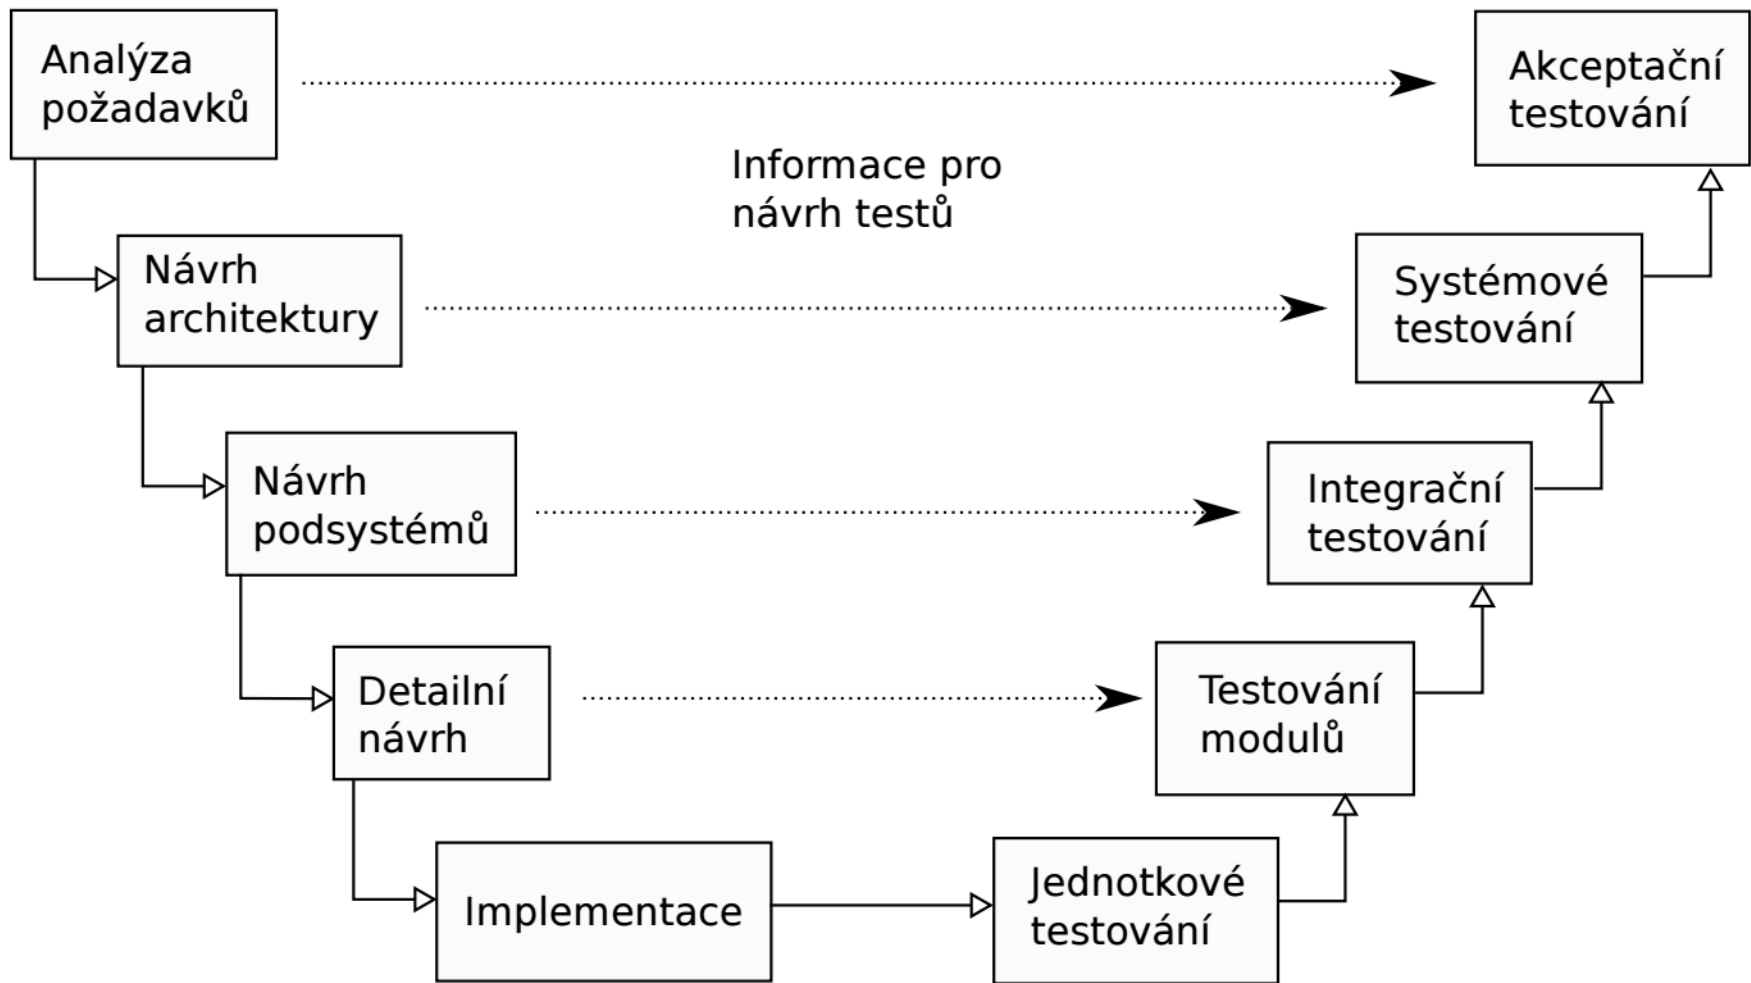 Analýza
požadavků
Akceptační
testování
Informace pro
návrh testů
Návrh
architektury
Systémové
testování
Návrh
podsystémů
Integrační
testování
Detailní
návrh
Testování
modulů
Implementace
Jednotkové
testování